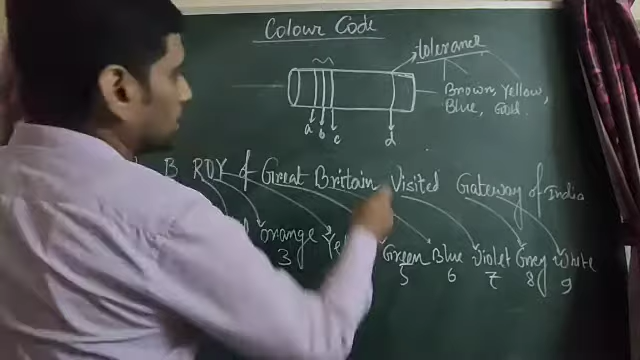 Colour Code
tolerance
Brown, Yellow,
Blue, Gold.
a b c d
B ROY of Great Brittain Visited Gateway of India
Orange Green Blue Violet Grey White
3 5 6 7 8 9